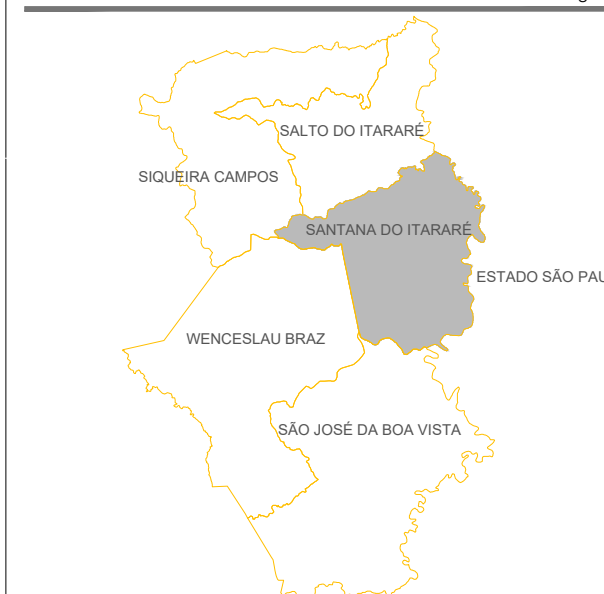 g
SALTO DO ITARARÉ
SIQUEIRA CAMPOS
SANTANA DO ITARARÉ
ESTADO SÃO PAU
WENCESLAU BRAZ
SÃO JOSÉ DA BOA VISTA